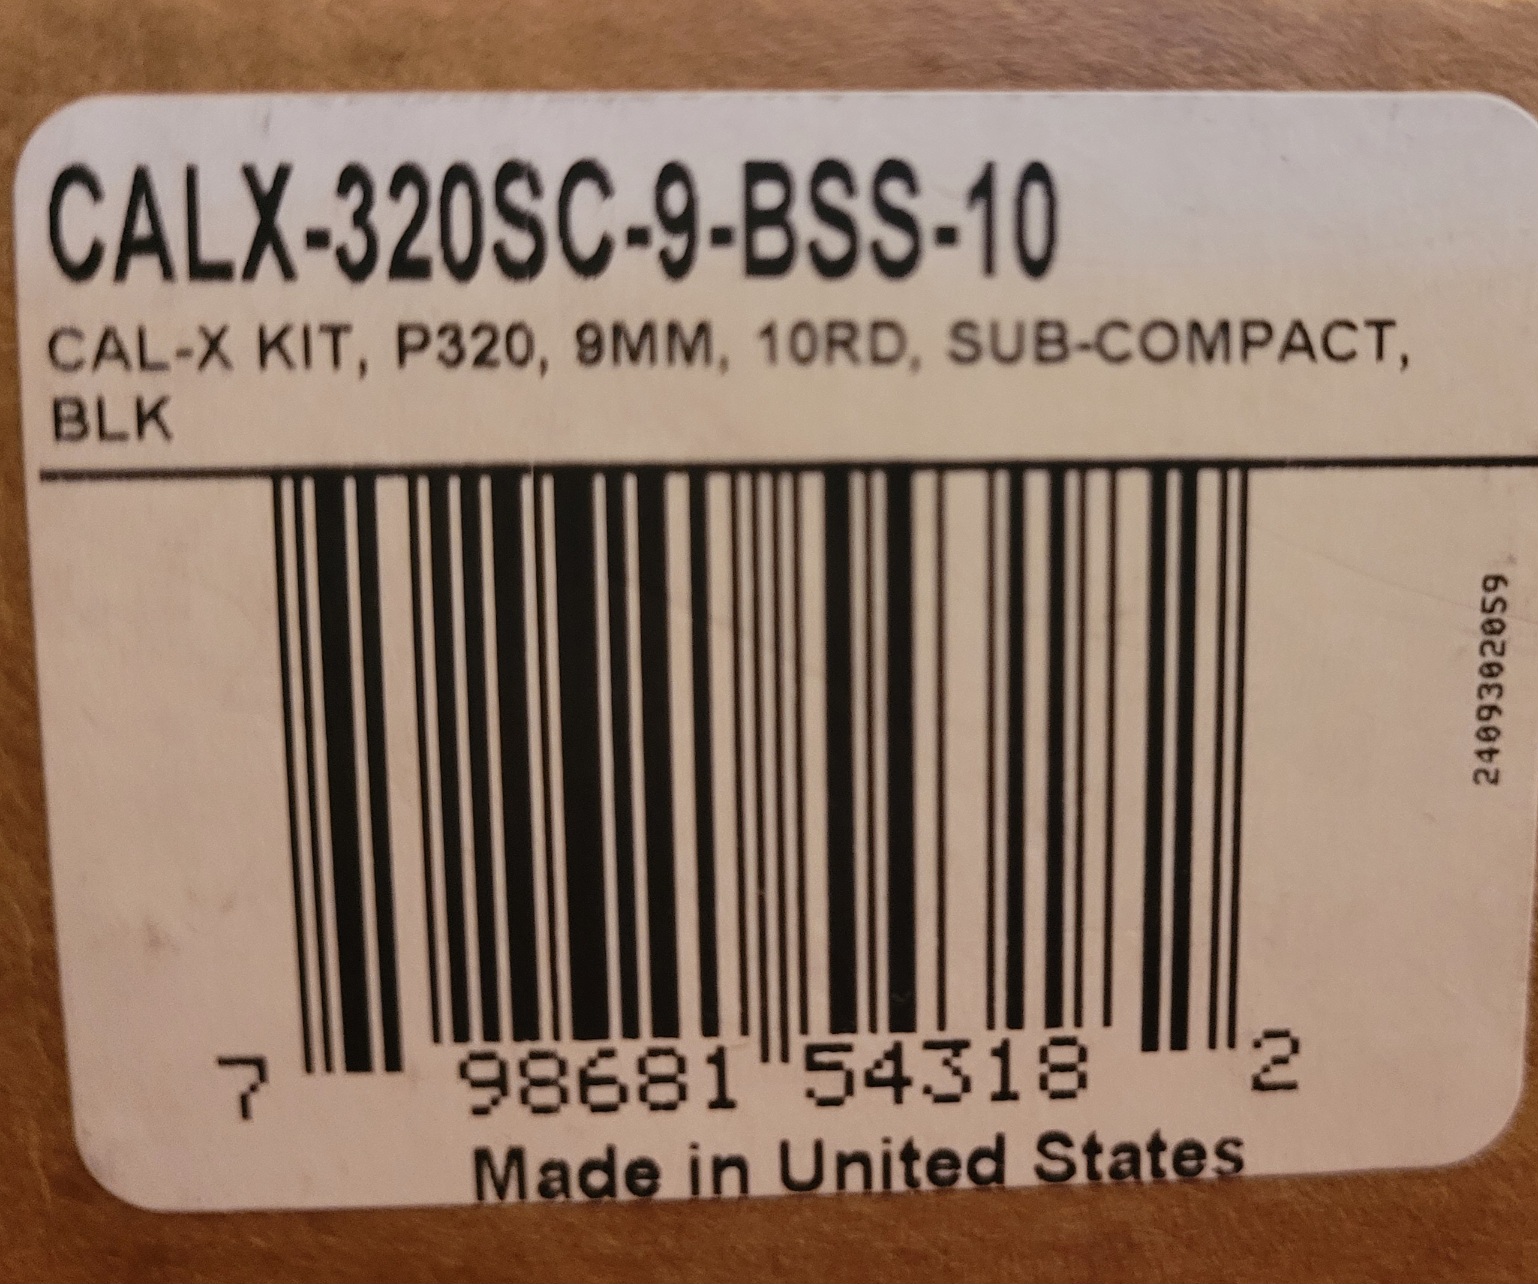 CALX-320SC-9-BSS-10
CAL-X KIT, P320, 9MM, 10RD, SUB-COMPACT,
BLK
2409302059
7 98681 54318 2
Made in United States